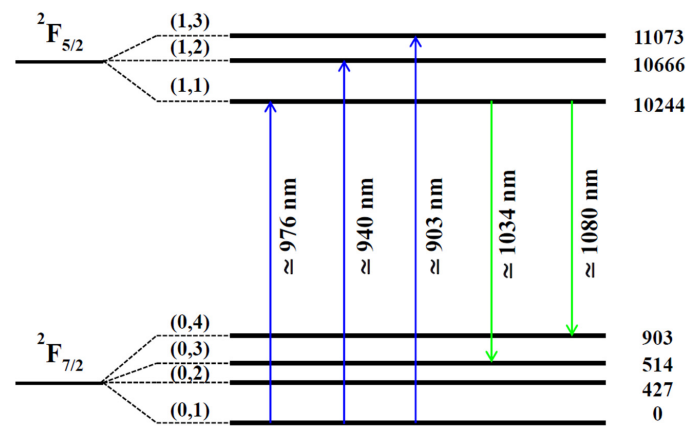 ²F₅/₂
(1,3)
(1,2)
(1,1)
11073
10666
10244
≈ 976 nm
≈ 940 nm
≈ 903 nm
≈ 1034 nm
≈ 1080 nm
²F₇/₂
(0,4)
(0,3)
(0,2)
(0,1)
903
514
427
0